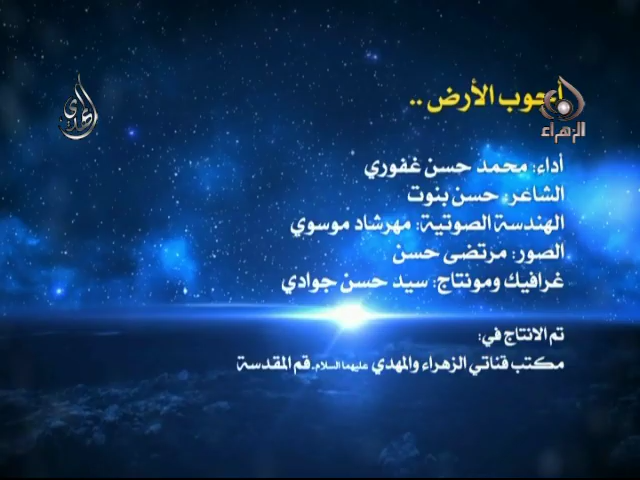 أجوب الأرض ..
الزهراء
أداء: محمد حسن غفوري
الشاعر: حسن بنوت
الهندسة الصوتية: مهرشاد موسوي
الصور: مرتضى حسن
غرافيك ومونتاج: سيد حسن جوادي
تم الانتاج في:
مكتب قناتي الزهراء والمهدي عليهما السلام. قم المقدسة